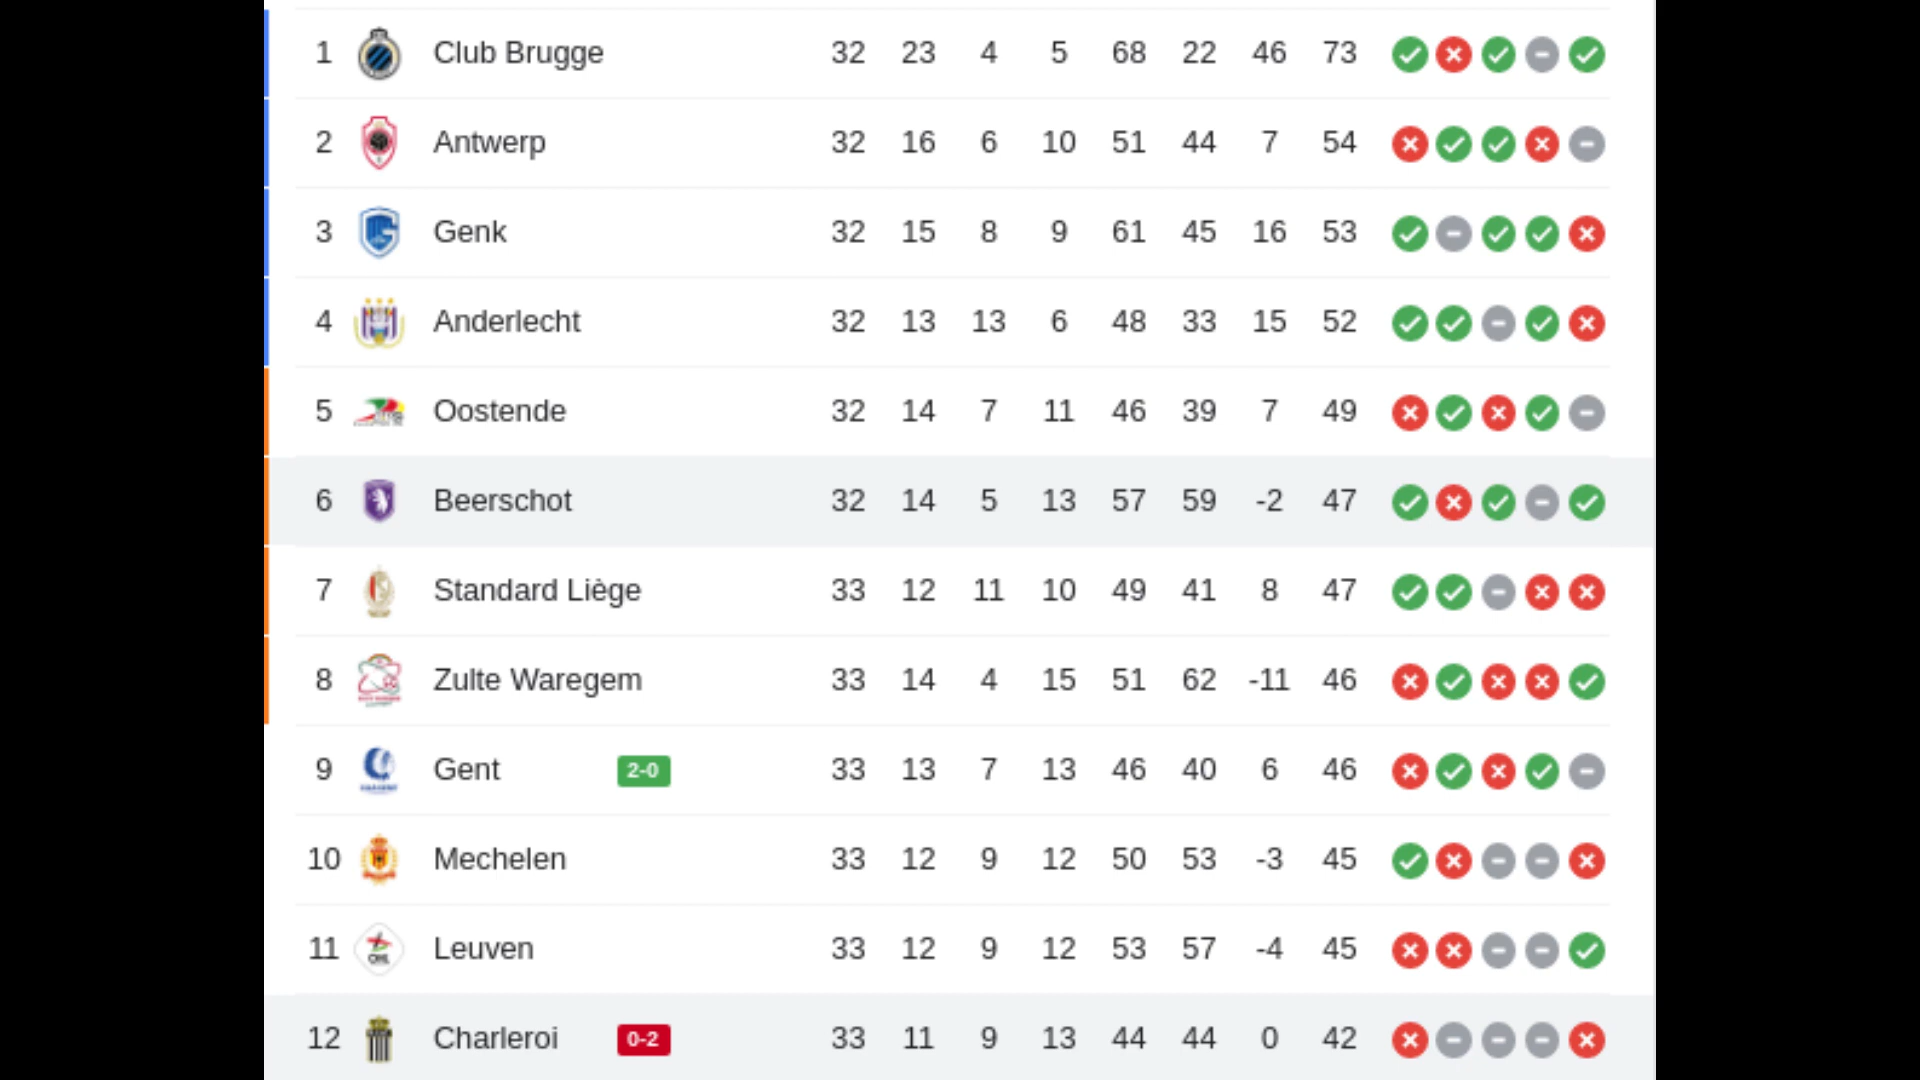 1 Club Brugge 32 23 4 5 68 22 46 73
2 Antwerp 32 16 6 10 51 44 7 54
3 Genk 32 15 8 9 61 45 16 53
4 Anderlecht 32 13 13 6 48 33 15 52
5 Oostende 32 14 7 11 46 39 7 49
6 Beerschot 32 14 5 13 57 59 -2 47
7 Standard Liège 33 12 11 10 49 41 8 47
8 Zulte Waregem 33 14 4 15 51 62 -11 46
9 Gent 2-0 33 13 7 13 46 40 6 46
10 Mechelen 33 12 9 12 50 53 -3 45
11 OHL Leuven 33 12 9 12 53 57 -4 45
12 Charleroi 0-2 33 11 9 13 44 44 0 42